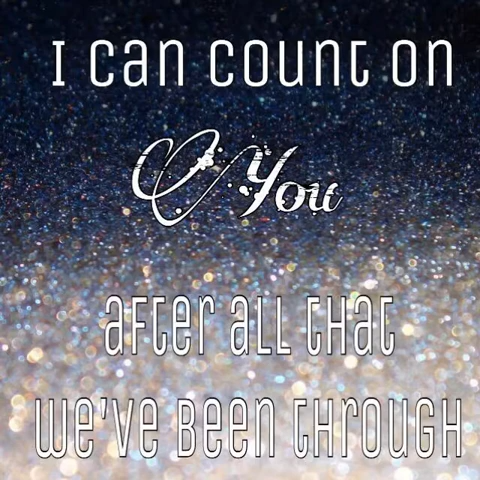 I can count on
You
after all that
we've Been through